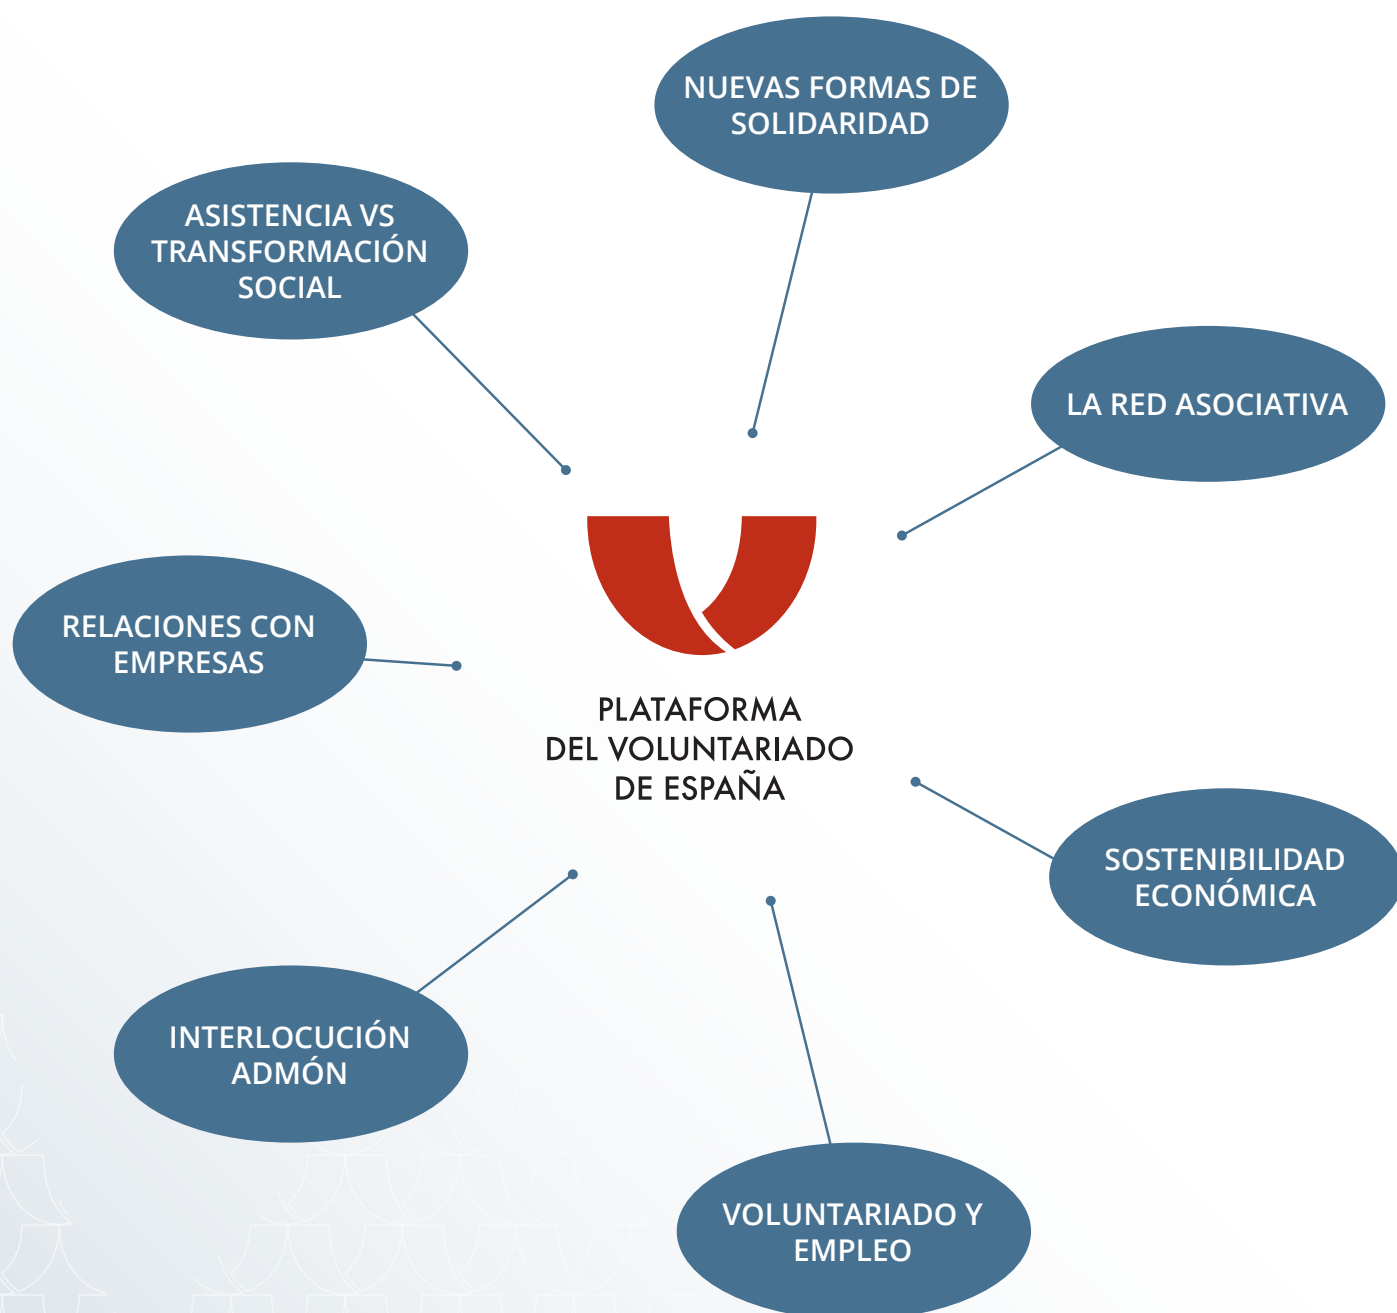 NUEVAS FORMAS DE
SOLIDARIDAD
ASISTENCIA VS
TRANSFORMACIÓN
SOCIAL
LA RED ASOCIATIVA
RELACIONES CON
EMPRESAS
PLATAFORMA
DEL VOLUNTARIADO
DE ESPAÑA
SOSTENIBILIDAD
ECONÓMICA
INTERLOCUCIÓN
ADMÓN
VOLUNTARIADO Y
EMPLEO